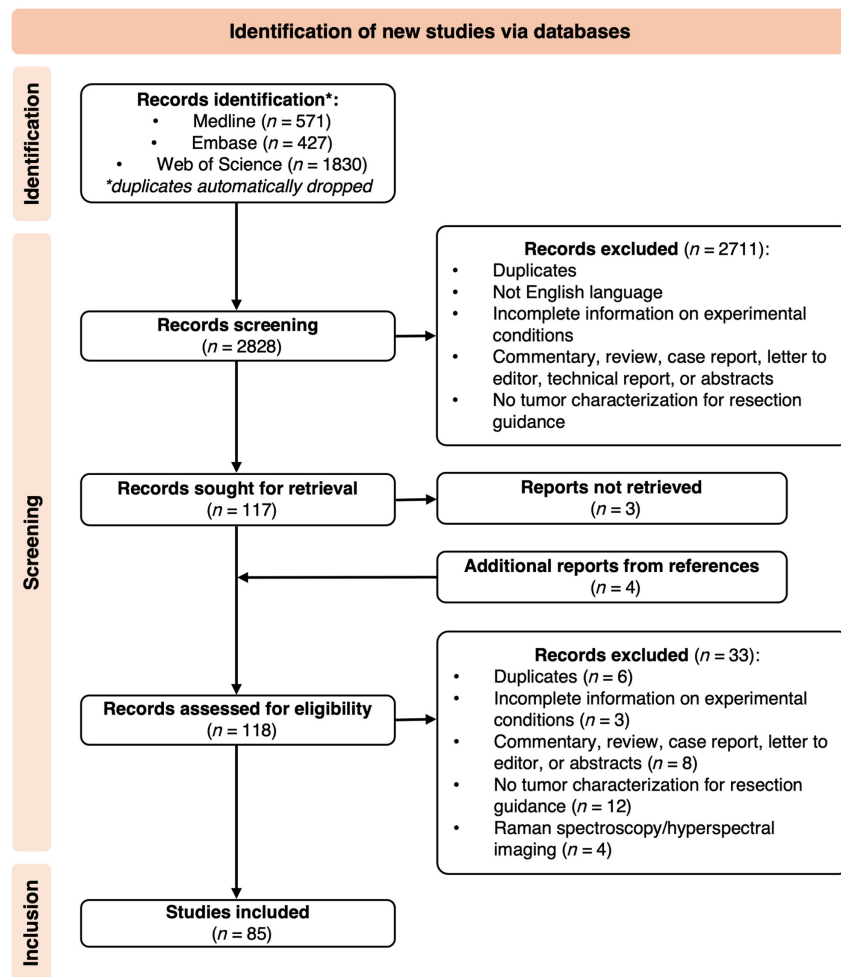 Identification of new studies via databases
Identification
Records identification*:
• Medline (n = 571)
• Embase (n = 427)
• Web of Science (n = 1830)
*duplicates automatically dropped
Screening
Records screening
(n = 2828)
Records excluded (n = 2711):
• Duplicates
• Not English language
• Incomplete information on experimental
conditions
• Commentary, review, case report, letter to
editor, technical report, or abstracts
• No tumor characterization for resection
guidance
Records sought for retrieval
(n = 117)
Reports not retrieved
(n = 3)
Additional reports from references
(n = 4)
Records assessed for eligibility
(n = 118)
Records excluded (n = 33):
• Duplicates (n = 6)
• Incomplete information on experimental
conditions (n = 3)
• Commentary, review, case report, letter to
editor, or abstracts (n = 8)
• No tumor characterization for resection
guidance (n = 12)
• Raman spectroscopy/hyperspectral
imaging (n = 4)
Inclusion
Studies included
(n = 85)